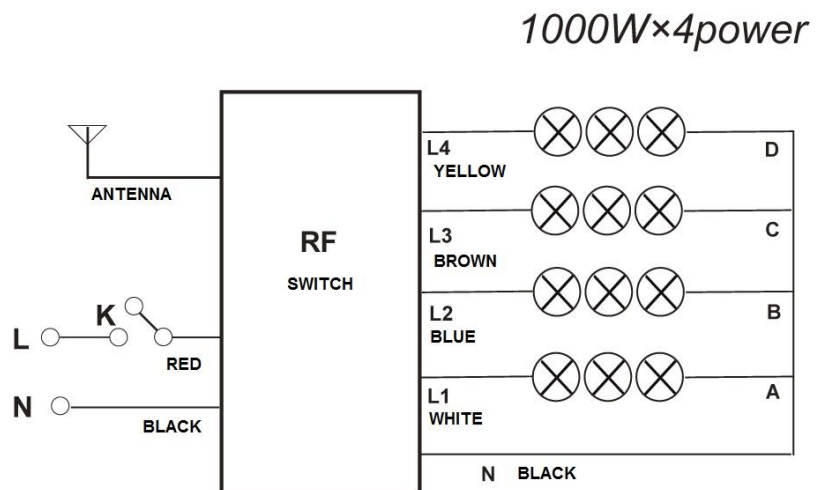 1000W×4power
ANTENNA
RF
SWITCH
L
K
RED
N
BLACK
L4
YELLOW
D
L3
BROWN
C
L2
BLUE
B
L1
WHITE
A
N BLACK